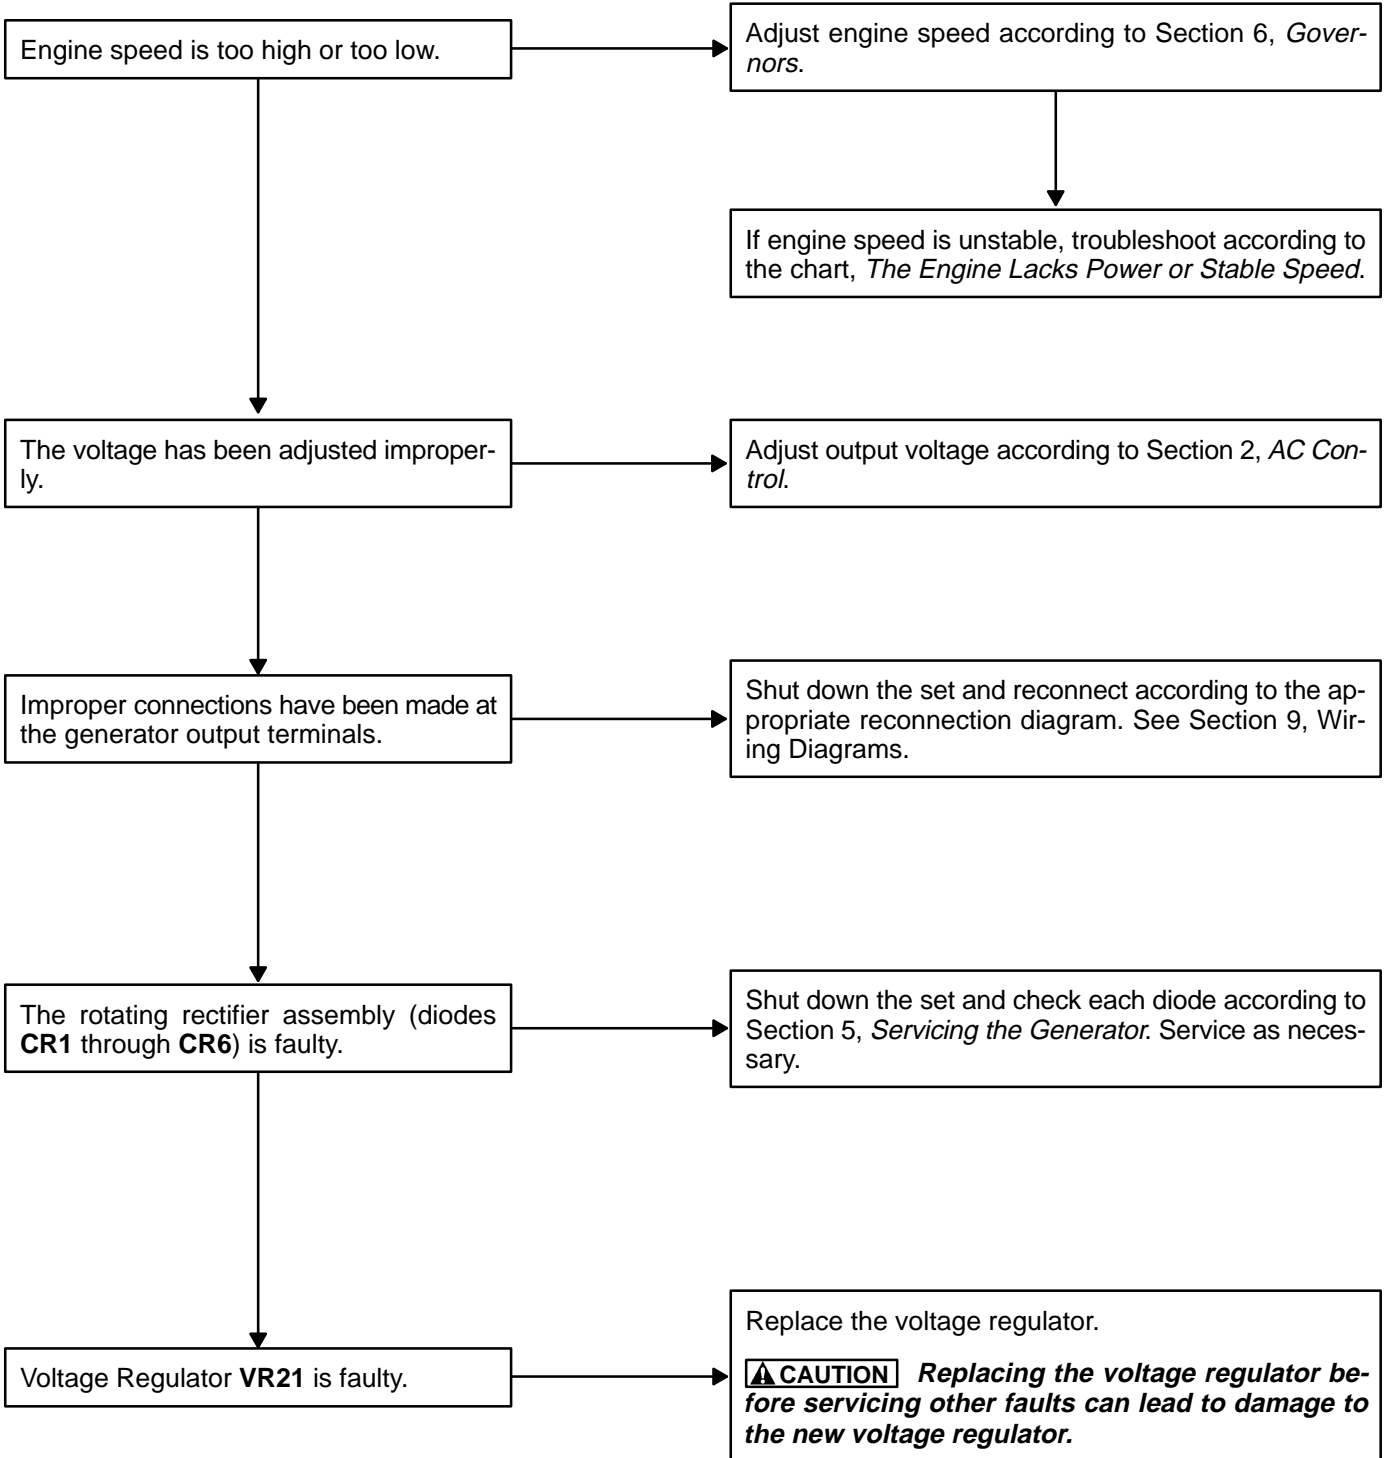 Engine speed is too high or too low.
Adjust engine speed according to Section 6, Gover-
nors.
If engine speed is unstable, troubleshoot according to
the chart, The Engine Lacks Power or Stable Speed.
The voltage has been adjusted improper-
ly.
Adjust output voltage according to Section 2, AC Con-
trol.
Improper connections have been made at
the generator output terminals.
Shut down the set and reconnect according to the ap-
propriate reconnection diagram. See Section 9, Wir-
ing Diagrams.
The rotating rectifier assembly (diodes
CR1 through CR6) is faulty.
Shut down the set and check each diode according to
Section 5, Servicing the Generator. Service as neces-
sary.
Voltage Regulator VR21 is faulty.
Replace the voltage regulator.
CAUTION Replacing the voltage regulator be-
fore servicing other faults can lead to damage to
the new voltage regulator.